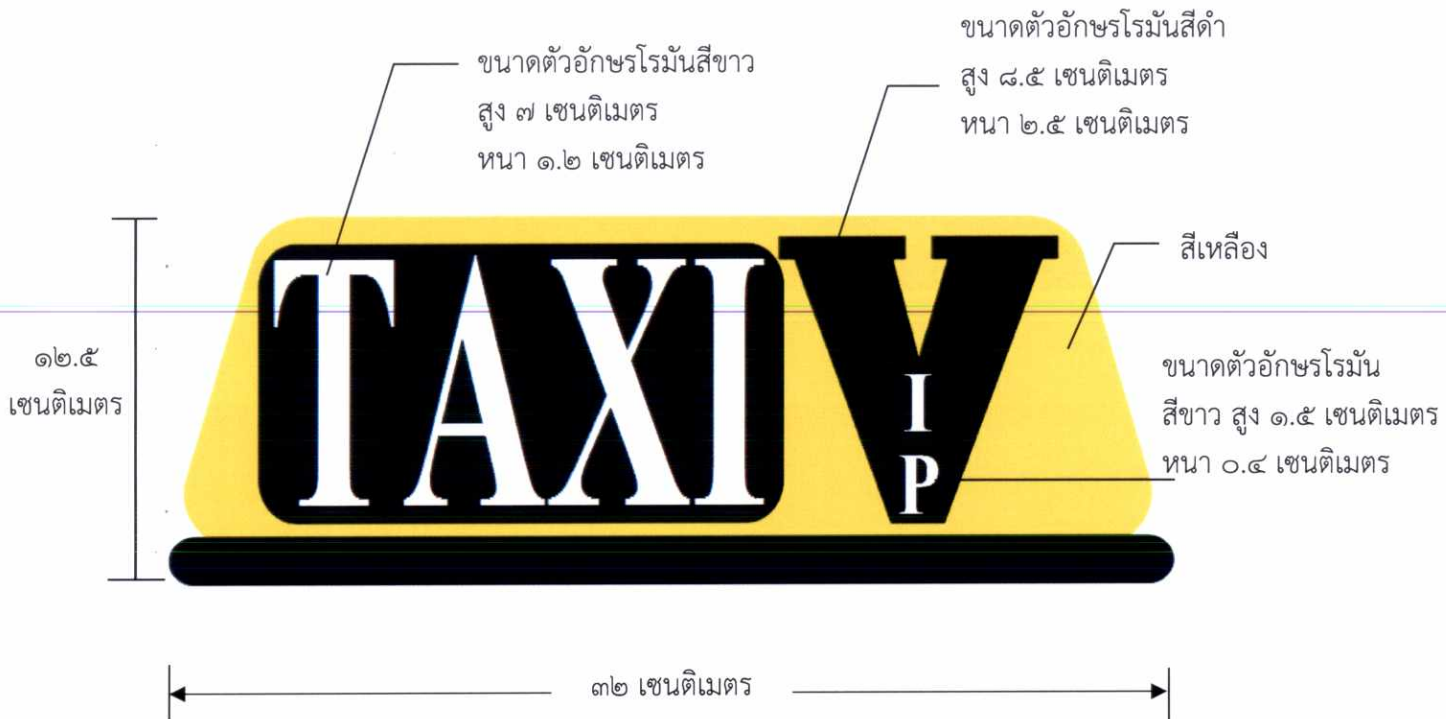 ขนาดตัวอักษรโรมันสีขาว
สูง ๗ เซนติเมตร
หนา ๑.๒ เซนติเมตร
ขนาดตัวอักษรโรมันสีดำ
สูง ๘.๕ เซนติเมตร
หนา ๒.๕ เซนติเมตร
สีเหลือง
TAXI
V
I
P
๑๒.๕
เซนติเมตร
ขนาดตัวอักษรโรมัน
สีขาว สูง ๑.๕ เซนติเมตร
หนา ๐.๔ เซนติเมตร
๓๒ เซนติเมตร